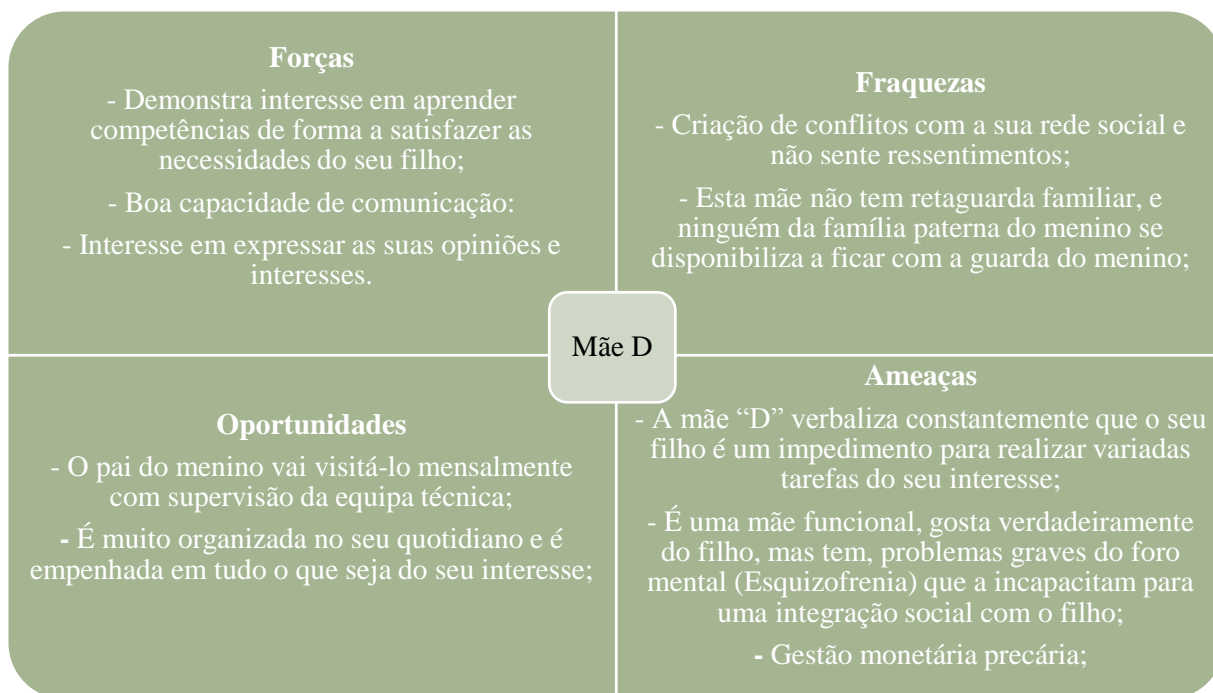 Forças
- Demonstra interesse em aprender
competências de forma a satisfazer as
necessidades do seu filho;
- Boa capacidade de comunicação:
- Interesse em expressar as suas opiniões e
interesses.
Fraquezas
- Criação de conflitos com a sua rede social e
não sente ressentimentos;
- Esta mãe não tem retaguarda familiar, e
ninguém da família paterna do menino se
disponibiliza a ficar com a guarda do menino;
Mãe D
Oportunidades
- O pai do menino vai visitá-lo mensalmente
com supervisão da equipa técnica;
- É muito organizada no seu quotidiano e é
empenhada em tudo o que seja do seu interesse;
Ameaças
- A mãe “D” verbaliza constantemente que o seu
filho é um impedimento para realizar variadas
tarefas do seu interesse;
- É uma mãe funcional, gosta verdadeiramente
do filho, mas tem, problemas graves do foro
mental (Esquizofrenia) que a incapacitam para
uma integração social com o filho;
- Gestão monetária precária;